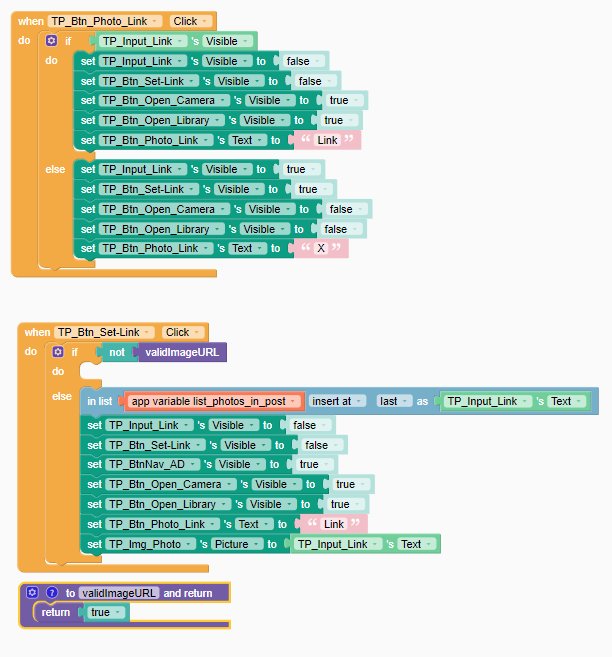 when TP_Btn_Photo_Link Click
do if TP_Input_Link 's Visible
do set TP_Input_Link 's Visible to false
set TP_Btn_Set-Link 's Visible to false
set TP_Btn_Open_Camera 's Visible to true
set TP_Btn_Open_Library 's Visible to true
set TP_Btn_Photo_Link 's Text to “ Link ”
else set TP_Input_Link 's Visible to true
set TP_Btn_Set-Link 's Visible to true
set TP_Btn_Open_Camera 's Visible to false
set TP_Btn_Open_Library 's Visible to false
set TP_Btn_Photo_Link 's Text to “ X ”
when TP_Btn_Set-Link Click
do if not validImageURL
do
else in list app variable list_photos_in_post insert at last as TP_Input_Link 's Text
set TP_Input_Link 's Visible to false
set TP_Btn_Set-Link 's Visible to false
set TP_BtnNav_AD 's Visible to true
set TP_Btn_Open_Camera 's Visible to true
set TP_Btn_Open_Library 's Visible to true
set TP_Btn_Photo_Link 's Text to “ Link ”
set TP_Img_Photo 's Picture to TP_Input_Link 's Text
? to validImageURL and return
return true